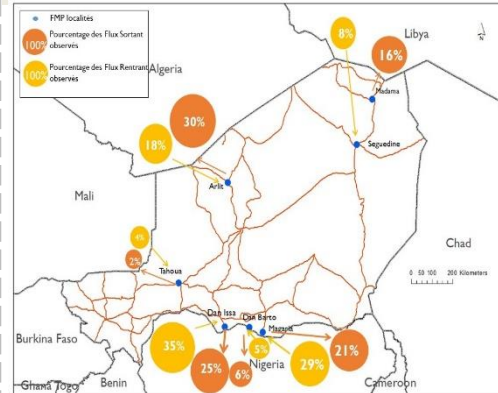 FMP localités
100%
Pourcentage des Flux Sortant
observés
100%
Pourcentage des Flux Rentrant
observés
Algeria
Libya
8%
16%
Madama
30%
18%
Seguedine
Arlit
Mali
Chad
4%
2%
Tahoua
0 50 100 200 Kilometers
Dan Issa
Dan Barto
Magaria
Burkina Faso
35%
5%
29%
21%
25%
6%
Nigeria
Ghana
Togo
Benin
Cameroon